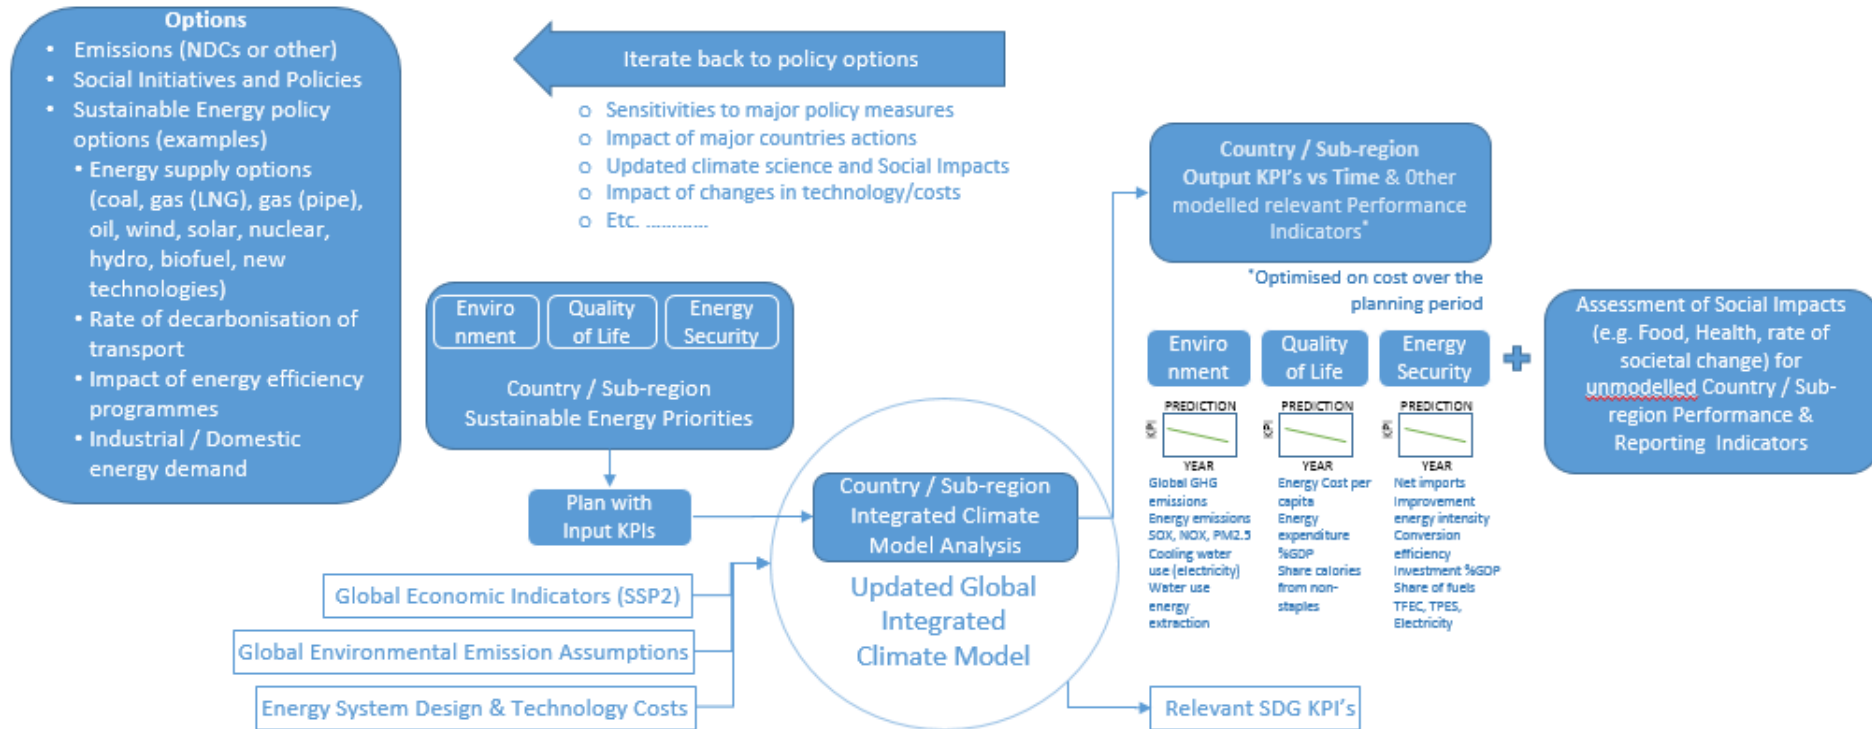 Options
• Emissions (NDCs or other)
• Social Initiatives and Policies
• Sustainable Energy policy
options (examples)
• Energy supply options
(coal, gas (LNG), gas (pipe),
oil, wind, solar, nuclear,
hydro, biofuel, new
technologies)
• Rate of decarbonisation of
transport
• Impact of energy efficiency
programmes
• Industrial / Domestic
energy demand
Iterate back to policy options
o Sensitivities to major policy measures
o Impact of major countries actions
o Updated climate science and Social Impacts
o Impact of changes in technology/costs
o Etc. ............
Enviro
nment
Quality
of Life
Energy
Security
Country / Sub-region
Sustainable Energy Priorities
Plan with
Input KPIs
Global Economic Indicators (SSP2)
Global Environmental Emission Assumptions
Energy System Design & Technology Costs
Country / Sub-region
Integrated Climate
Model Analysis
Updated Global
Integrated
Climate Model
Country / Sub-region
Output KPI's vs Time & Other
modelled relevant Performance
Indicators*
*Optimised on cost over the
planning period
Enviro
nment
PREDICTION
KPI
YEAR
Global GHG
emissions
Energy emissions
SOX, NOX, PM2.5
Cooling water
use (electricity)
Water use
energy
extraction
Quality
of Life
PREDICTION
KPI
YEAR
Energy Cost per
capita
Energy
expenditure
%GDP
Share calories
from non-
staples
Energy
Security
PREDICTION
KPI
YEAR
Net imports
Improvement
energy intensity
Conversion
efficiency
Investment %GDP
Share of fuels
TFEC, TPES,
Electricity
Assessment of Social Impacts
(e.g. Food, Health, rate of
societal change) for
unmodelled Country / Sub-
region Performance &
Reporting Indicators
Relevant SDG KPI's